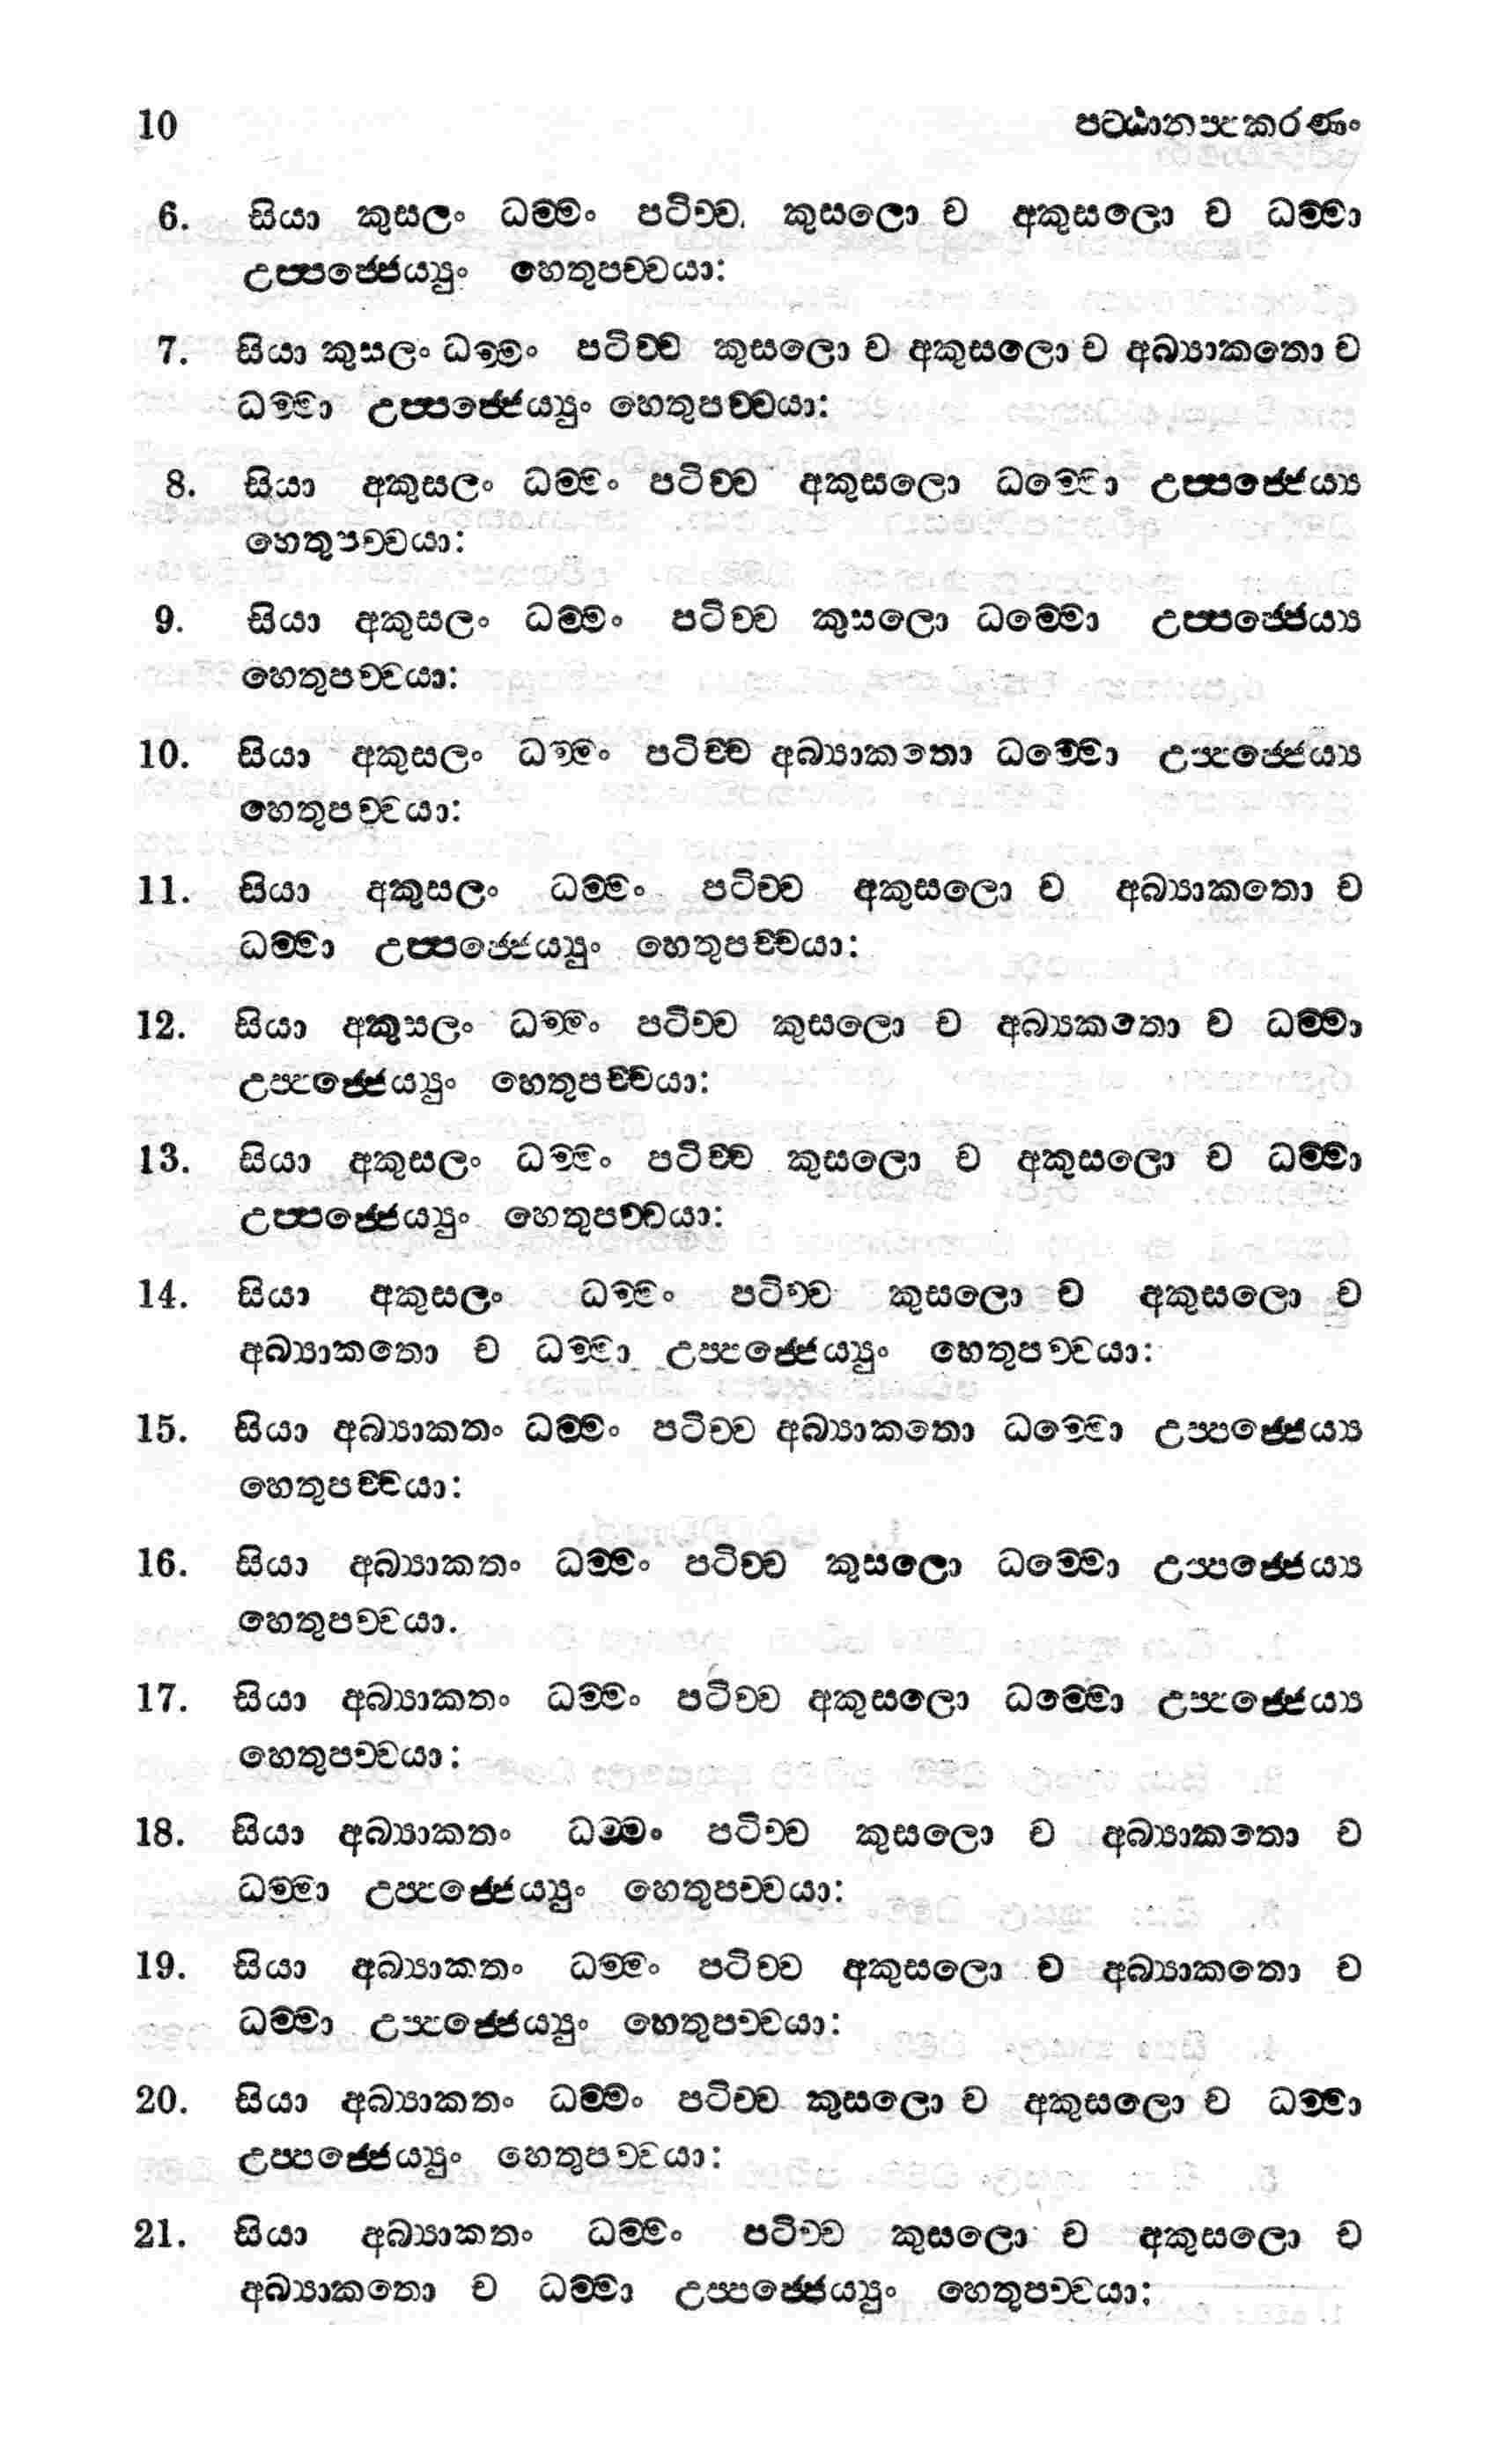 10 පට්ඨානප්පකරණං
6. සියා කුසලං ධම්මං පටිච්ච කුසලො ච අකුසලො ච ධම්මා
උප්පජ්ජෙය්‍යුං හෙතුපච්චයා:
7. සියා කුසලං ධම්මං පටිච්ච කුසලො ච අකුසලො ච අබ්‍යාකතො ච
ධම්මා උප්පජ්ජෙය්‍යුං හෙතුපච්චයා:
8. සියා අකුසලං ධම්මං පටිච්ච අකුසලො ධම්මො උප්පජ්ජෙය්‍ය
හෙතුපච්චයා:
9. සියා අකුසලං ධම්මං පටිච්ච කුසලො ධම්මො උප්පජ්ජෙය්‍ය
හෙතුපච්චයා:
10. සියා අකුසලං ධම්මං පටිච්ච අබ්‍යාකතො ධම්මො උප්පජ්ජෙය්‍ය
හෙතුපච්චයා:
11. සියා අකුසලං ධම්මං පටිච්ච අකුසලො ච අබ්‍යාකතො ච
ධම්මා උප්පජ්ජෙය්‍යුං හෙතුපච්චයා:
12. සියා අකුසලං ධම්මං පටිච්ච කුසලො ච අබ්‍යකතො ච ධම්මා
උප්පජ්ජෙය්‍යුං හෙතුපච්චයා:
13. සියා අකුසලං ධම්මං පටිච්ච කුසලො ච අකුසලො ච ධම්මා
උප්පජ්ජෙය්‍යුං හෙතුපච්චයා:
14. සියා අකුසලං ධම්මං පටිච්ච කුසලො ච අකුසලො ච
අබ්‍යාකතො ච ධම්මා උප්පජ්ජෙය්‍යුං හෙතුපච්චයා:
15. සියා අබ්‍යාකතං ධම්මං පටිච්ච අබ්‍යාකතො ධම්මො උප්පජ්ජෙය්‍ය
හෙතුපච්චයා:
16. සියා අබ්‍යාකතං ධම්මං පටිච්ච කුසලො ධම්මො උප්පජ්ජෙය්‍ය
හෙතුපච්චයා.
17. සියා අබ්‍යාකතං ධම්මං පටිච්ච අකුසලො ධම්මො උප්පජ්ජෙය්‍ය
හෙතුපච්චයා:
18. සියා අබ්‍යාකතං ධම්මං පටිච්ච කුසලො ච අබ්‍යාකතො ච
ධම්මා උප්පජ්ජෙය්‍යුං හෙතුපච්චයා:
19. සියා අබ්‍යාකතං ධම්මං පටිච්ච අකුසලො ච අබ්‍යාකතො ච
ධම්මා උප්පජ්ජෙය්‍යුං හෙතුපච්චයා:
20. සියා අබ්‍යාකතං ධම්මං පටිච්ච කුසලො ච අකුසලො ච ධම්මා
උප්පජ්ජෙය්‍යුං හෙතුපච්චයා:
21. සියා අබ්‍යාකතං ධම්මං පටිච්ච කුසලො ච අකුසලො ච
අබ්‍යාකතො ච ධම්මා උප්පජ්ජෙය්‍යුං හෙතුපච්චයා: